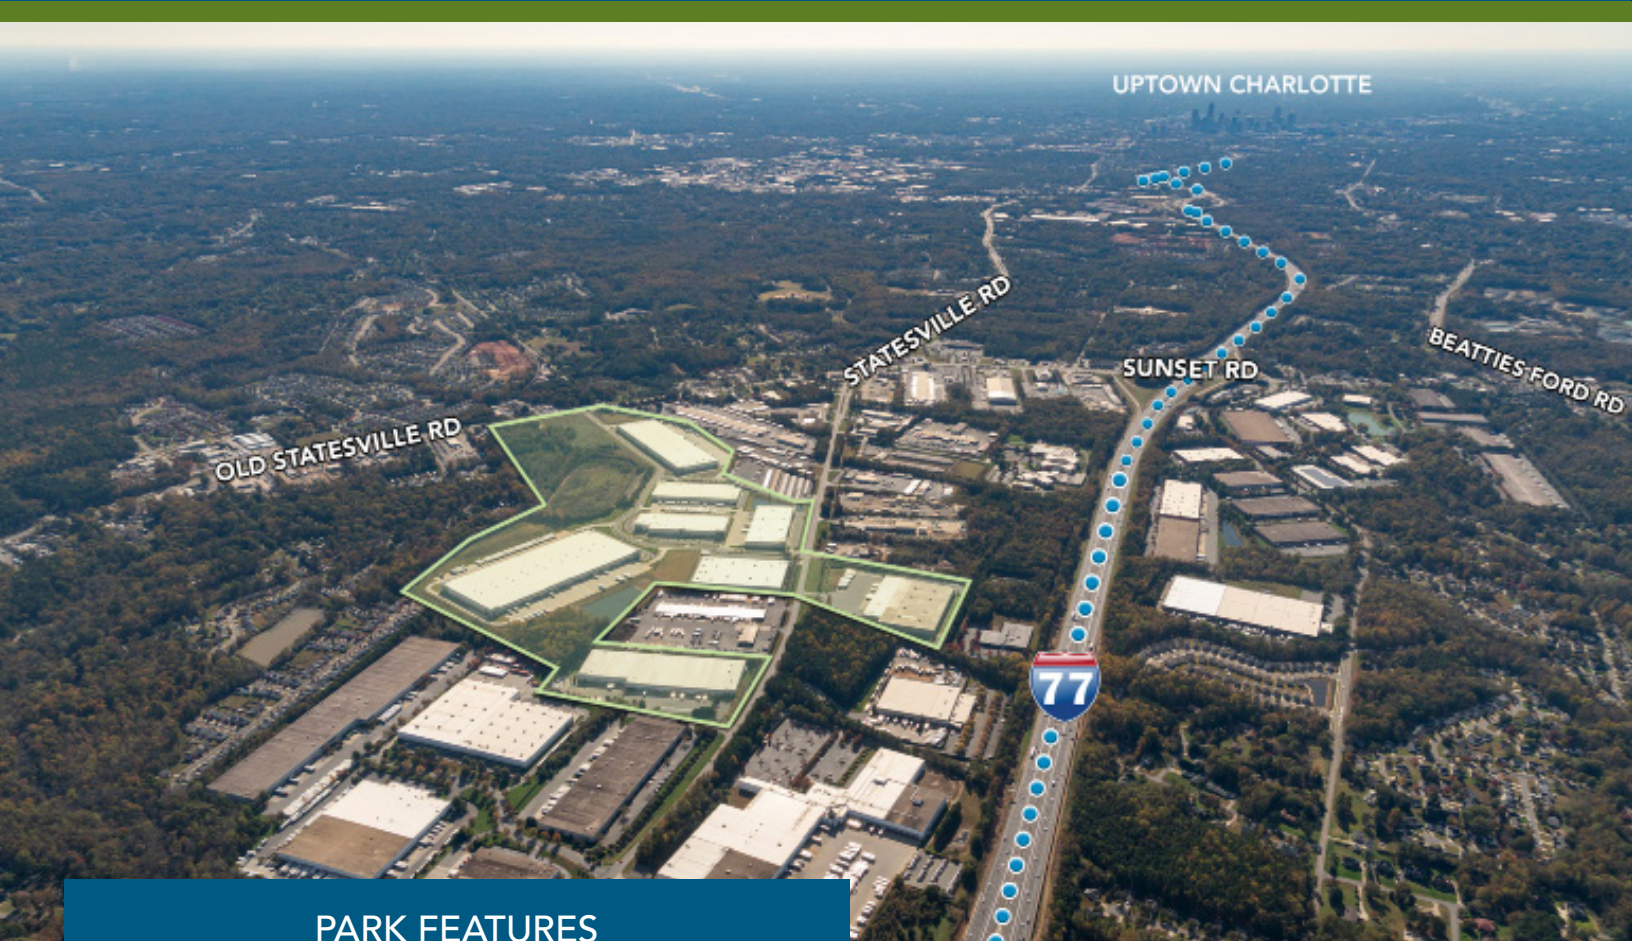 UPTOWN CHARLOTTE
STATESVILLE RD
SUNSET RD
BEATTIES FORD RD
OLD STATESVILLE RD
77
PARK FEATURES